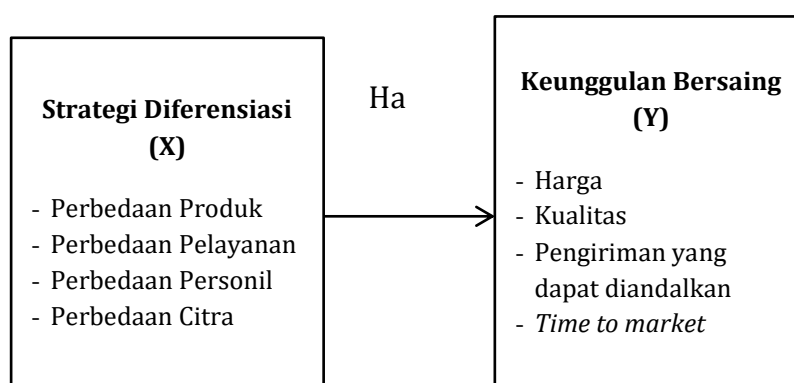 Strategi Diferensiasi
(X)
- Perbedaan Produk
- Perbedaan Pelayanan
- Perbedaan Personil
- Perbedaan Citra
Ha
Keunggulan Bersaing
(Y)
- Harga
- Kualitas
- Pengiriman yang
dapat diandalkan
- Time to market